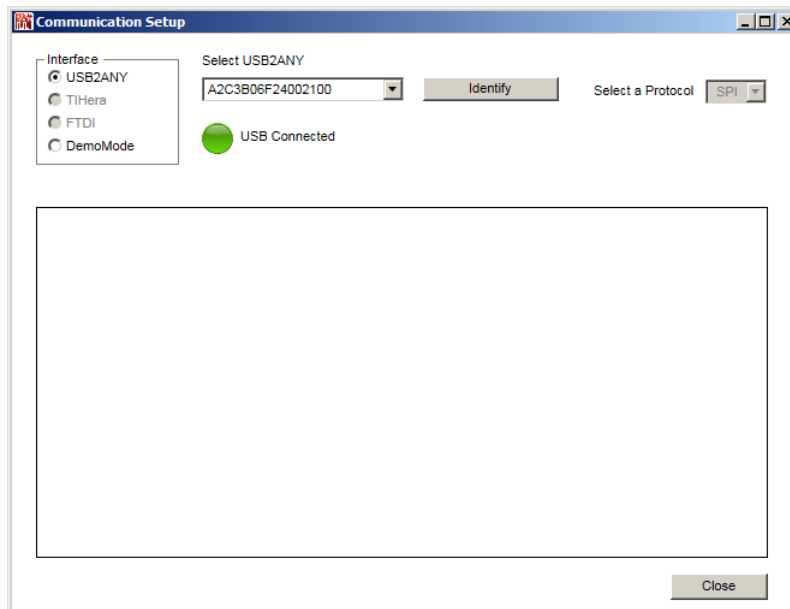 Communication Setup
Interface
USB2ANY
TIHera
FTDI
DemoMode
Select USB2ANY
A2C3B06F24002100
Identify
USB Connected
Select a Protocol
SPI
Close